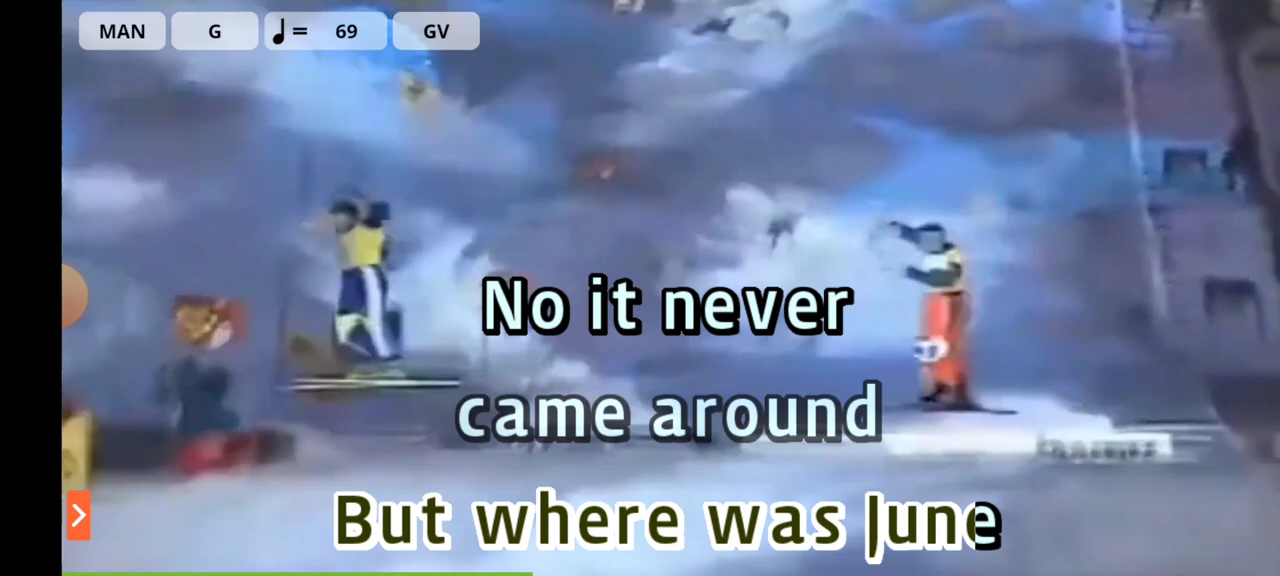 MAN G ♩= 69 GV
No it never
came around
But where was June